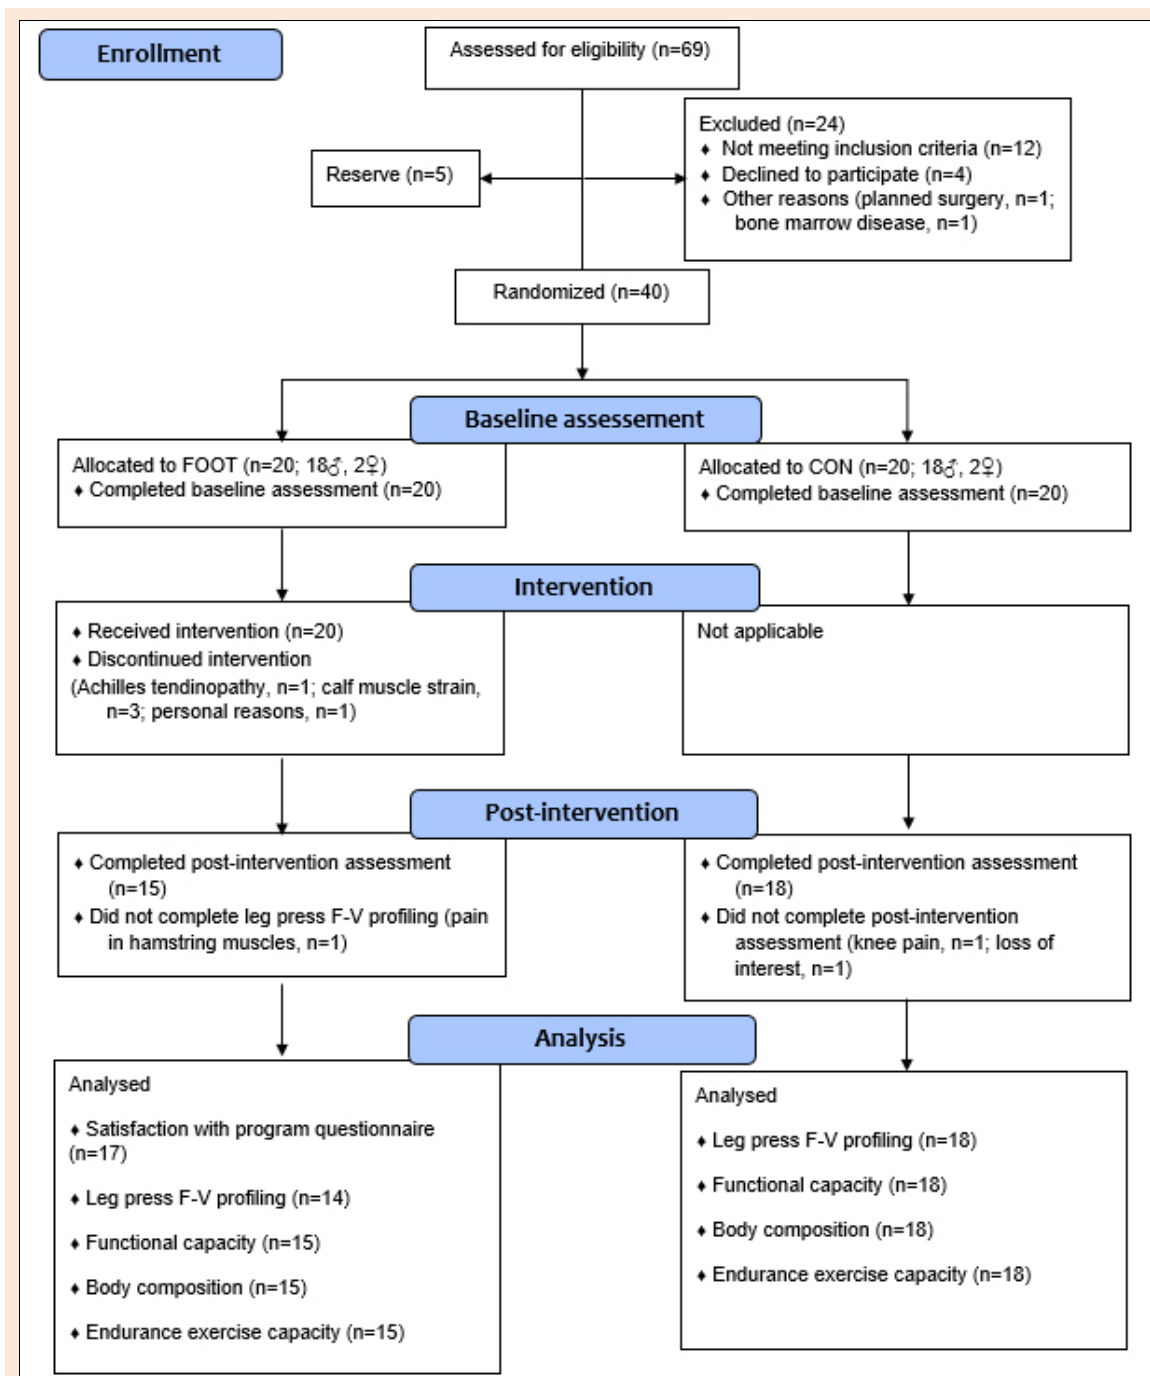 Enrollment
Assessed for eligibility (n=69)
Excluded (n=24)
♦ Not meeting inclusion criteria (n=12)
♦ Declined to participate (n=4)
♦ Other reasons (planned surgery, n=1;
bone marrow disease, n=1)
Reserve (n=5)
Randomized (n=40)
Baseline assessement
Allocated to FOOT (n=20; 18♂, 2♀)
♦ Completed baseline assessment (n=20)
Allocated to CON (n=20; 18♂, 2♀)
♦ Completed baseline assessment (n=20)
Intervention
♦ Received intervention (n=20)
♦ Discontinued intervention
(Achilles tendinopathy, n=1; calf muscle strain,
n=3; personal reasons, n=1)
Not applicable
Post-intervention
♦ Completed post-intervention assessment
(n=15)
♦ Did not complete leg press F-V profiling (pain
in hamstring muscles, n=1)
♦ Completed post-intervention assessment
(n=18)
♦ Did not complete post-intervention
assessment (knee pain, n=1; loss of
interest, n=1)
Analysis
Analysed
♦ Satisfaction with program questionnaire
(n=17)
♦ Leg press F-V profiling (n=14)
♦ Functional capacity (n=15)
♦ Body composition (n=15)
♦ Endurance exercise capacity (n=15)
Analysed
♦ Leg press F-V profiling (n=18)
♦ Functional capacity (n=18)
♦ Body composition (n=18)
♦ Endurance exercise capacity (n=18)